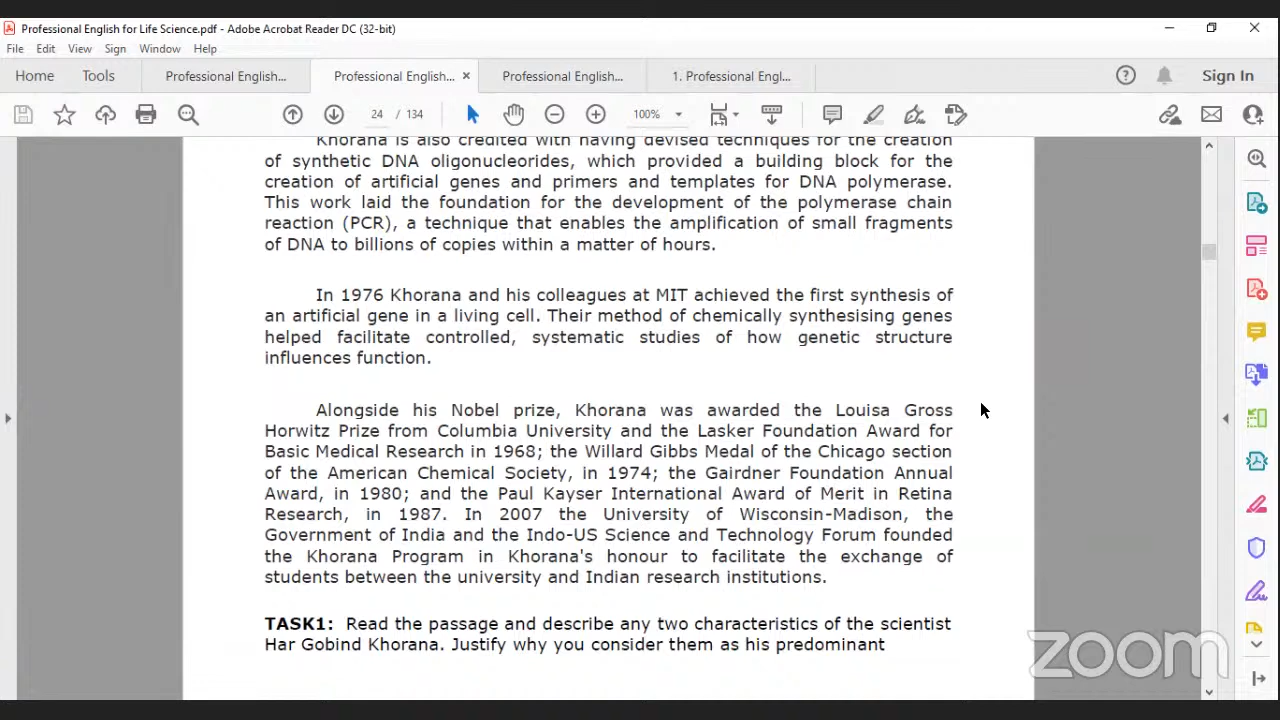 Professional English for Life Science.pdf - Adobe Acrobat Reader DC (32-bit)
File Edit View Sign Window Help
Home Tools Professional English... Professional English... × Professional English... 1. Professional Engl... Sign In
24 / 134 100%
Khorana is also credited with having devised techniques for the creation
of synthetic DNA oligonucleorides, which provided a building block for the
creation of artificial genes and primers and templates for DNA polymerase.
This work laid the foundation for the development of the polymerase chain
reaction (PCR), a technique that enables the amplification of small fragments
of DNA to billions of copies within a matter of hours.
In 1976 Khorana and his colleagues at MIT achieved the first synthesis of
an artificial gene in a living cell. Their method of chemically synthesising genes
helped facilitate controlled, systematic studies of how genetic structure
influences function.
Alongside his Nobel prize, Khorana was awarded the Louisa Gross
Horwitz Prize from Columbia University and the Lasker Foundation Award for
Basic Medical Research in 1968; the Willard Gibbs Medal of the Chicago section
of the American Chemical Society, in 1974; the Gairdner Foundation Annual
Award, in 1980; and the Paul Kayser International Award of Merit in Retina
Research, in 1987. In 2007 the University of Wisconsin-Madison, the
Government of India and the Indo-US Science and Technology Forum founded
the Khorana Program in Khorana's honour to facilitate the exchange of
students between the university and Indian research institutions.
TASK1: Read the passage and describe any two characteristics of the scientist
Har Gobind Khorana. Justify why you consider them as his predominant
zoom